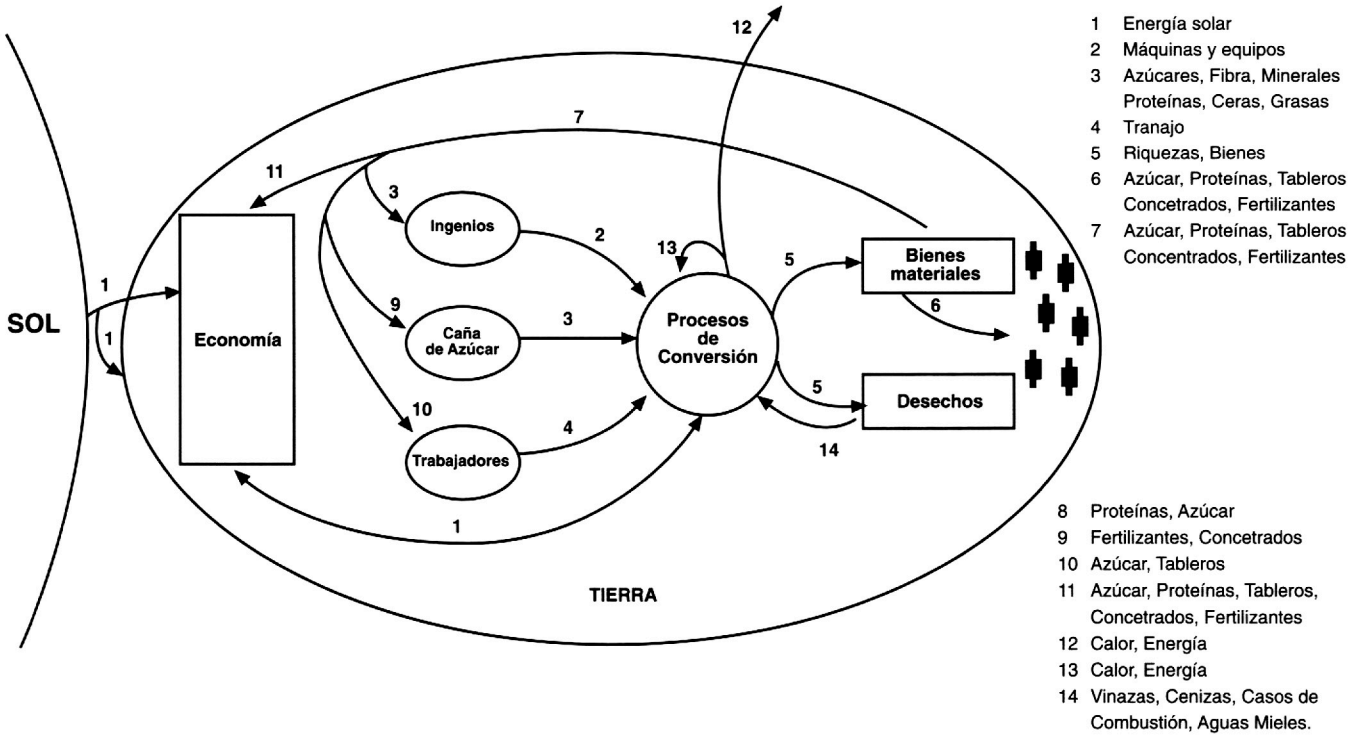 12
1 Energía solar
2 Máquinas y equipos
3 Azúcares, Fibra, Minerales
Proteínas, Ceras, Grasas
4 Tranajo
5 Riquezas, Bienes
6 Azúcar, Proteínas, Tableros
Concetrados, Fertilizantes
7 Azúcar, Proteínas, Tableros
Concentrados, Fertilizantes
7
11
3
Ingenios
2
13
5
Bienes
materiales
6
1
SOL
1
Economía
9
Caña
de Azúcar
3
Procesos
de
Conversión
5
Desechos
14
10
Trabajadores
4
1
TIERRA
8 Proteínas, Azúcar
9 Fertilizantes, Concetrados
10 Azúcar, Tableros
11 Azúcar, Proteínas, Tableros,
Concetrados, Fertilizantes
12 Calor, Energía
13 Calor, Energía
14 Vinazas, Cenizas, Casos de
Combustión, Aguas Mieles.